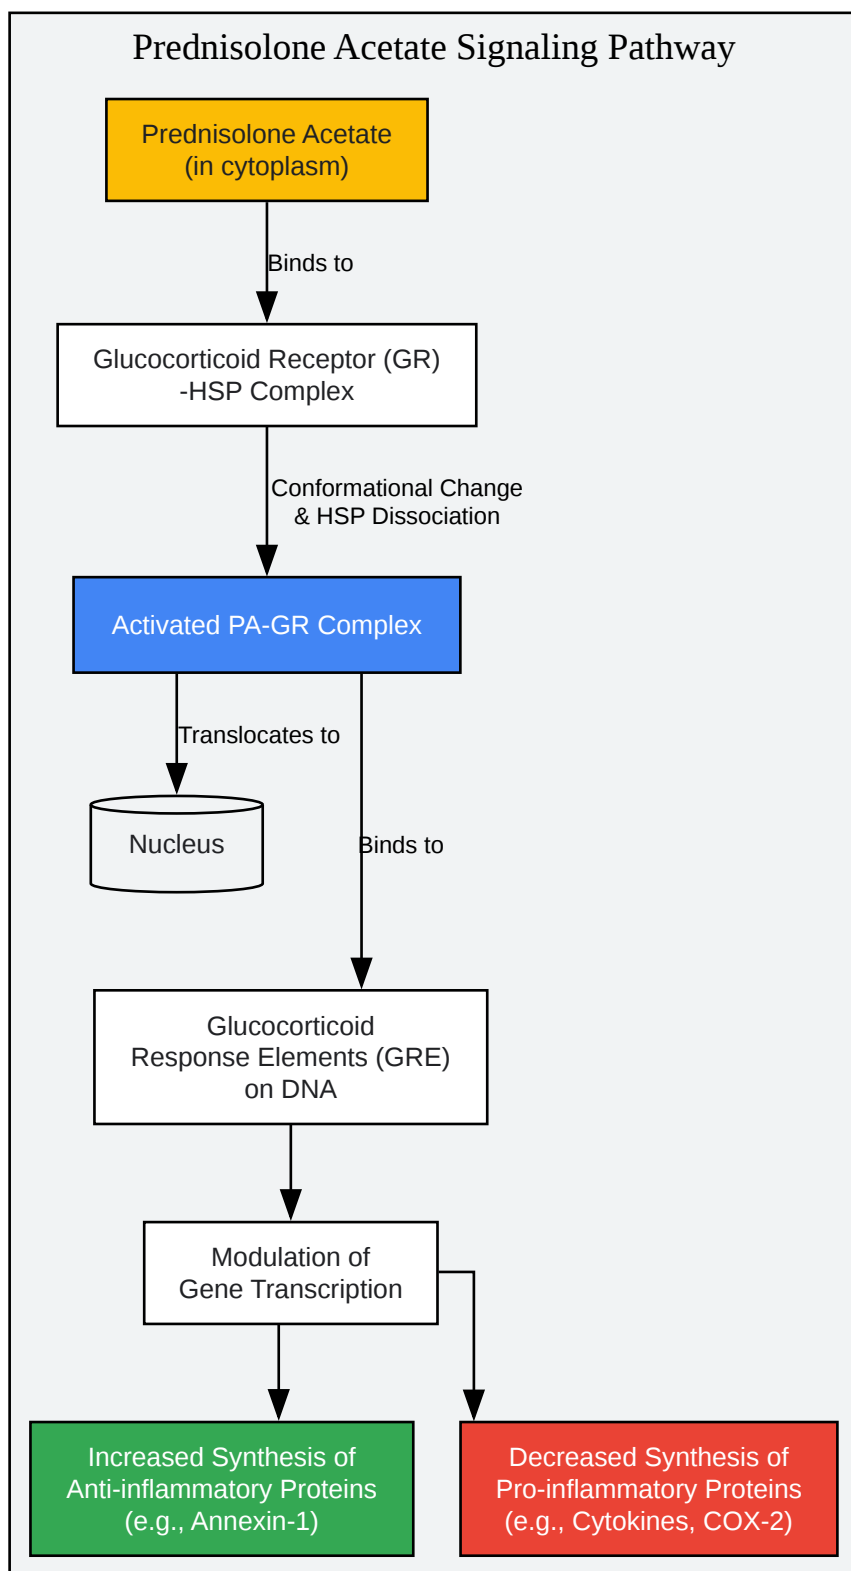 Prednisolone Acetate Signaling Pathway
Prednisolone Acetate
(in cytoplasm)
Binds to
Glucocorticoid Receptor (GR)
-HSP Complex
Conformational Change
& HSP Dissociation
Activated PA-GR Complex
Translocates to
Nucleus
Binds to
Glucocorticoid
Response Elements (GRE)
on DNA
Modulation of
Gene Transcription
Increased Synthesis of
Anti-inflammatory Proteins
(e.g., Annexin-1)
Decreased Synthesis of
Pro-inflammatory Proteins
(e.g., Cytokines, COX-2)